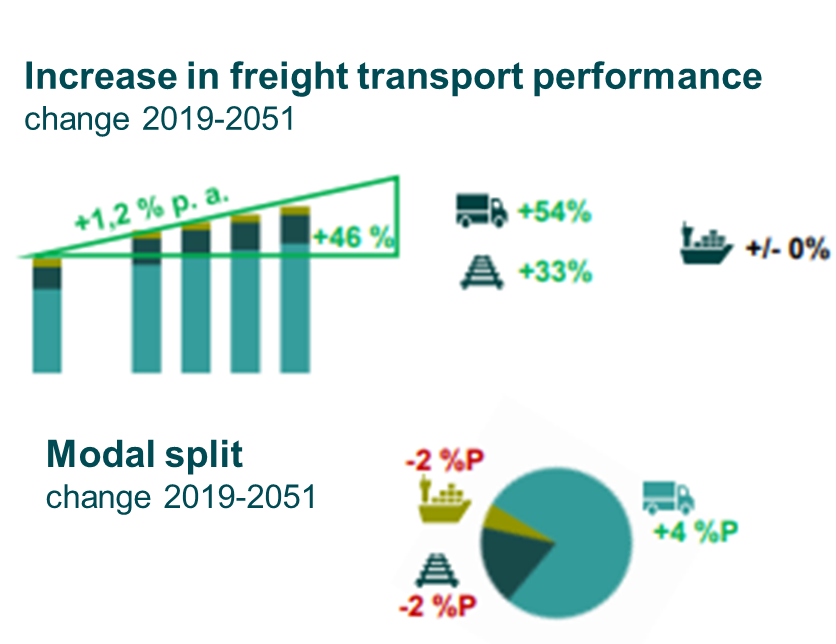 Increase in freight transport performance
change 2019-2051
+1,2 % p. a.
+46 %
+54%
+33%
+/- 0%
Modal split
change 2019-2051
-2 %P
+4 %P
-2 %P